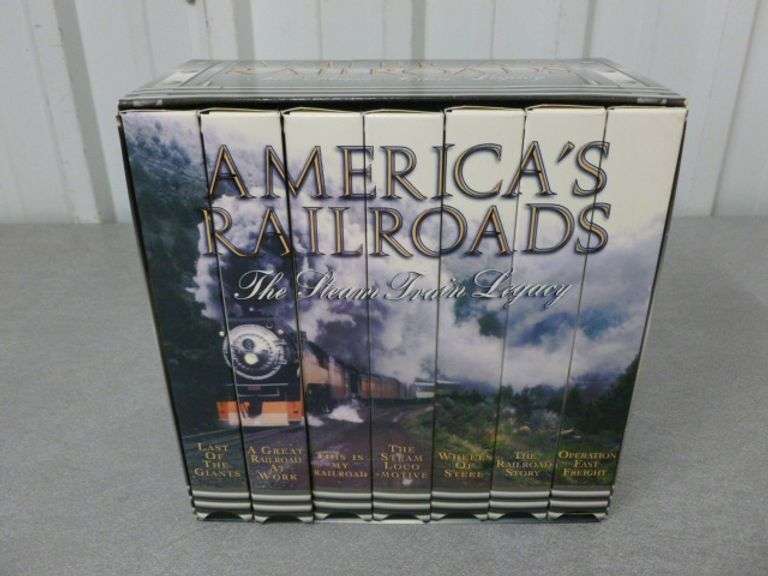 RAILROADS
AMERICA'S
RAILROADS
The Steam Train Legacy
LAST
OF
THE
GIANTS
A GREAT
RAILROAD
AT
WORK
THIS IS
MY
RAILROAD
THE
STEAM
LOCO
-MOTIVE
WHEELS
OF
STEEL
THE
RAILROAD
STORY
OPERATION
FAST
FREIGHT